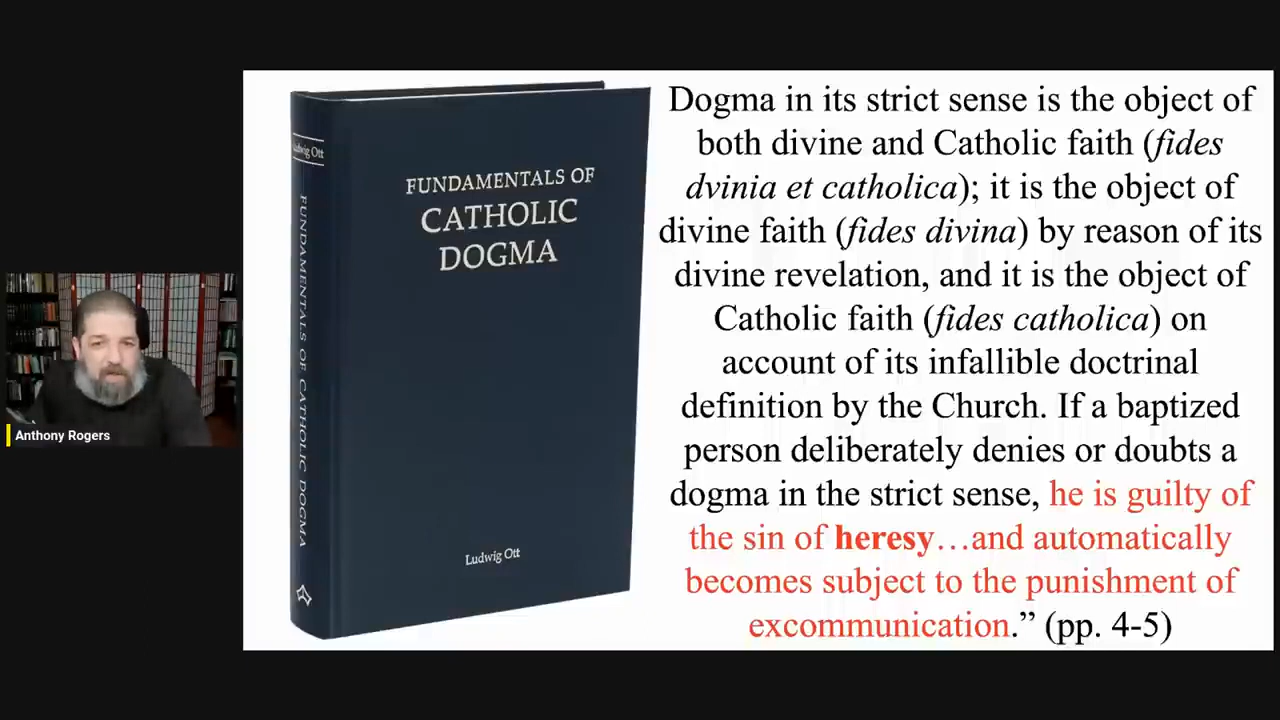 Ludwig Ott
FUNDAMENTALS OF CATHOLIC DOGMA
FUNDAMENTALS OF
CATHOLIC
DOGMA
Ludwig Ott
Dogma in its strict sense is the object of
both divine and Catholic faith (fides
dvinia et catholica); it is the object of
divine faith (fides divina) by reason of its
divine revelation, and it is the object of
Catholic faith (fides catholica) on
account of its infallible doctrinal
definition by the Church. If a baptized
person deliberately denies or doubts a
dogma in the strict sense, he is guilty of
the sin of heresy…and automatically
becomes subject to the punishment of
excommunication.” (pp. 4-5)
Anthony Rogers